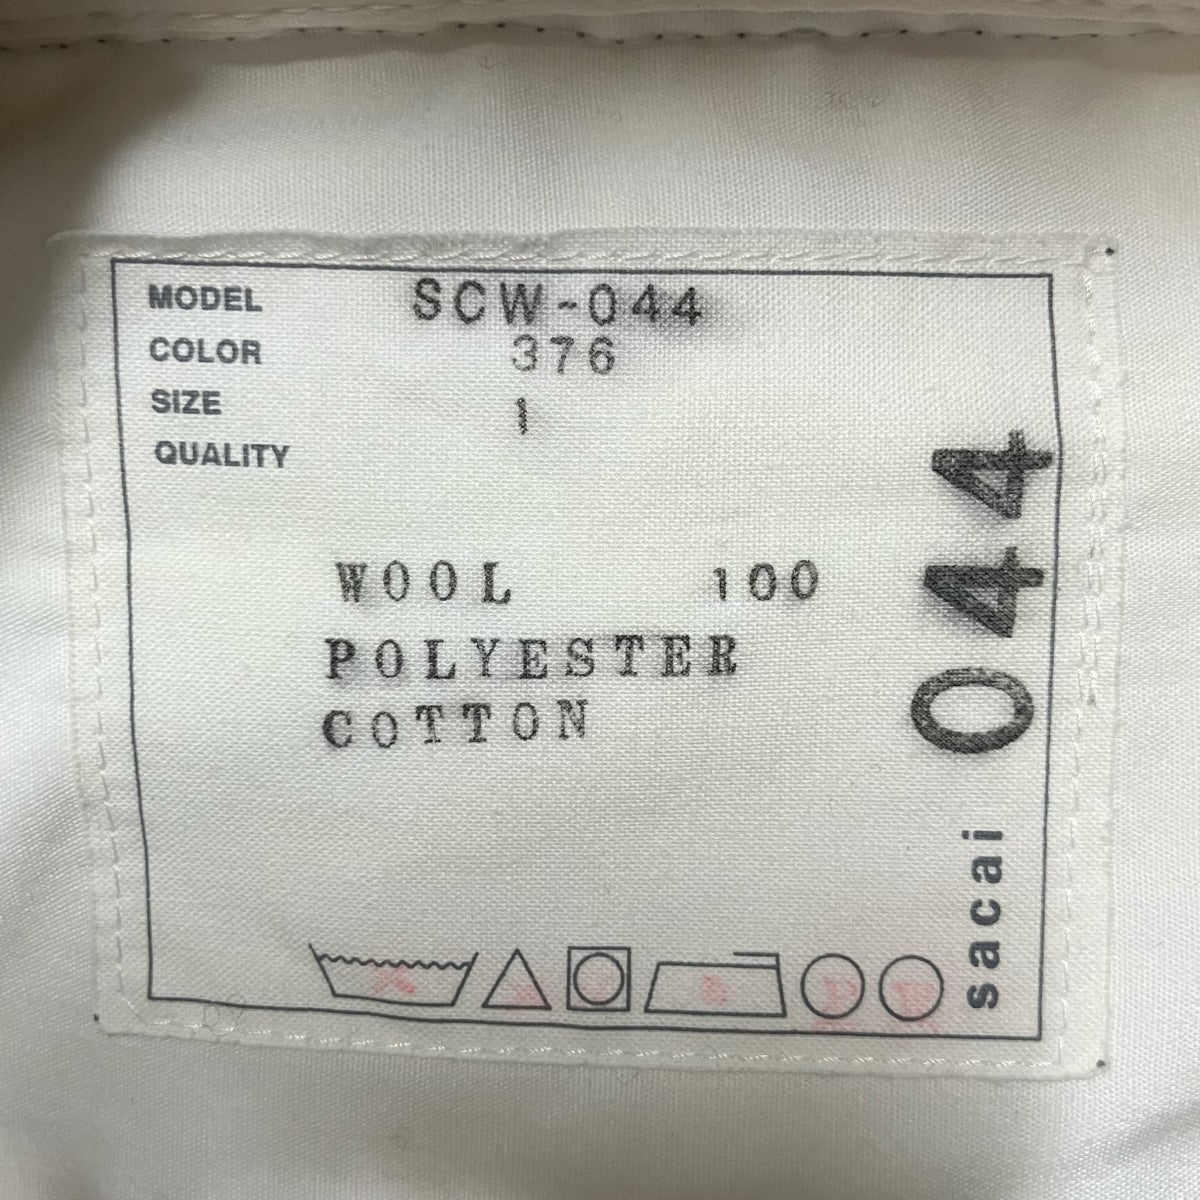 MODEL SCW-044
COLOR 376
SIZE 1
QUALITY
WOOL 100
POLYESTER
COTTON
sacai 044